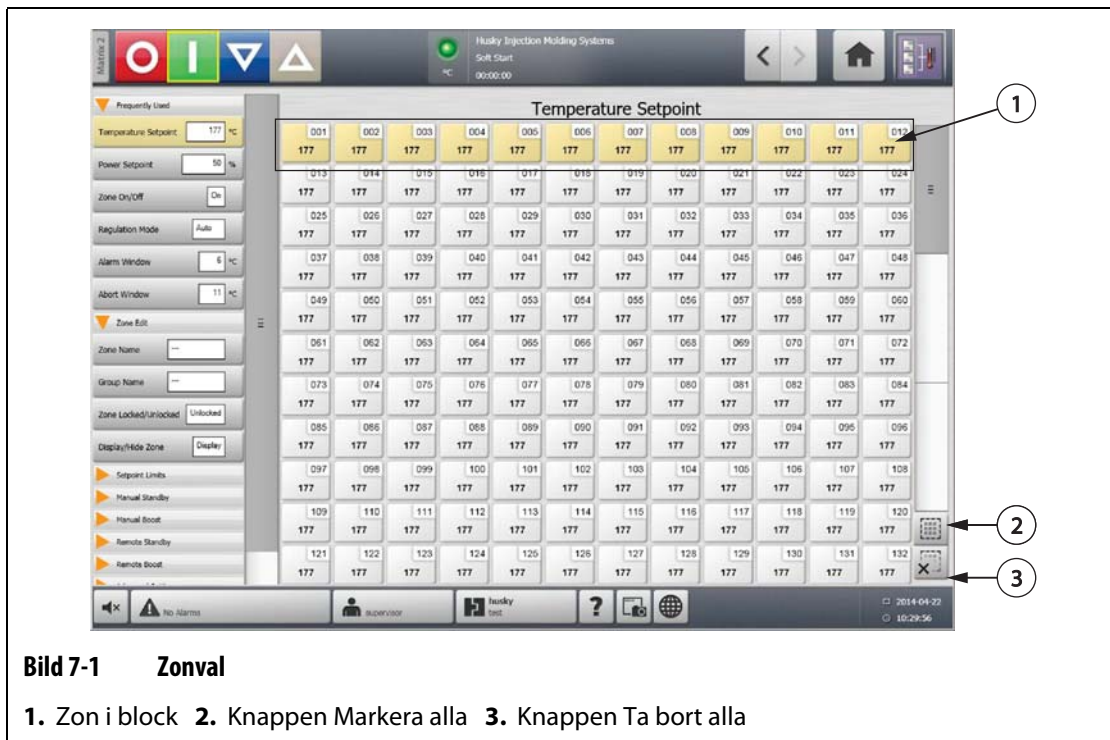 Matrix 2
Husky Injection Molding Systems
Soft Start
°C 00:00:00
Frequently Used
Temperature Setpoint 177 °C
Power Setpoint 50 %
Zone On/Off On
Regulation Mode Auto
Alarm Window 6 °C
Abort Window 11 °C
Zone Edit
Zone Name ---
Group Name ---
Zone Locked/Unlocked Unlocked
Display/Hide Zone Display
Setpoint Limits
Manual Standby
Manual Boost
Remote Standby
Remote Boost
Temperature Setpoint
001 002 003 004 005 006 007 008 009 010 011 012
177 177 177 177 177 177 177 177 177 177 177 177
013 014 015 016 017 018 019 020 021 022 023 024
177 177 177 177 177 177 177 177 177 177 177 177
025 026 027 028 029 030 031 032 033 034 035 036
177 177 177 177 177 177 177 177 177 177 177 177
037 038 039 040 041 042 043 044 045 046 047 048
177 177 177 177 177 177 177 177 177 177 177 177
049 050 051 052 053 054 055 056 057 058 059 060
177 177 177 177 177 177 177 177 177 177 177 177
061 062 063 064 065 066 067 068 069 070 071 072
177 177 177 177 177 177 177 177 177 177 177 177
073 074 075 076 077 078 079 080 081 082 083 084
177 177 177 177 177 177 177 177 177 177 177 177
085 086 087 088 089 090 091 092 093 094 095 096
177 177 177 177 177 177 177 177 177 177 177 177
097 098 099 100 101 102 103 104 105 106 107 108
177 177 177 177 177 177 177 177 177 177 177 177
109 110 111 112 113 114 115 116 117 118 119 120
177 177 177 177 177 177 177 177 177 177 177 177
121 122 123 124 125 126 127 128 129 130 131 132
177 177 177 177 177 177 177 177 177 177 177 177
1
2
3
No Alarms
supervisor
husky
test
?
2014-04-22
10:29:56
Bild 7-1 Zonval
1. Zon i block 2. Knappen Markera alla 3. Knappen Ta bort alla